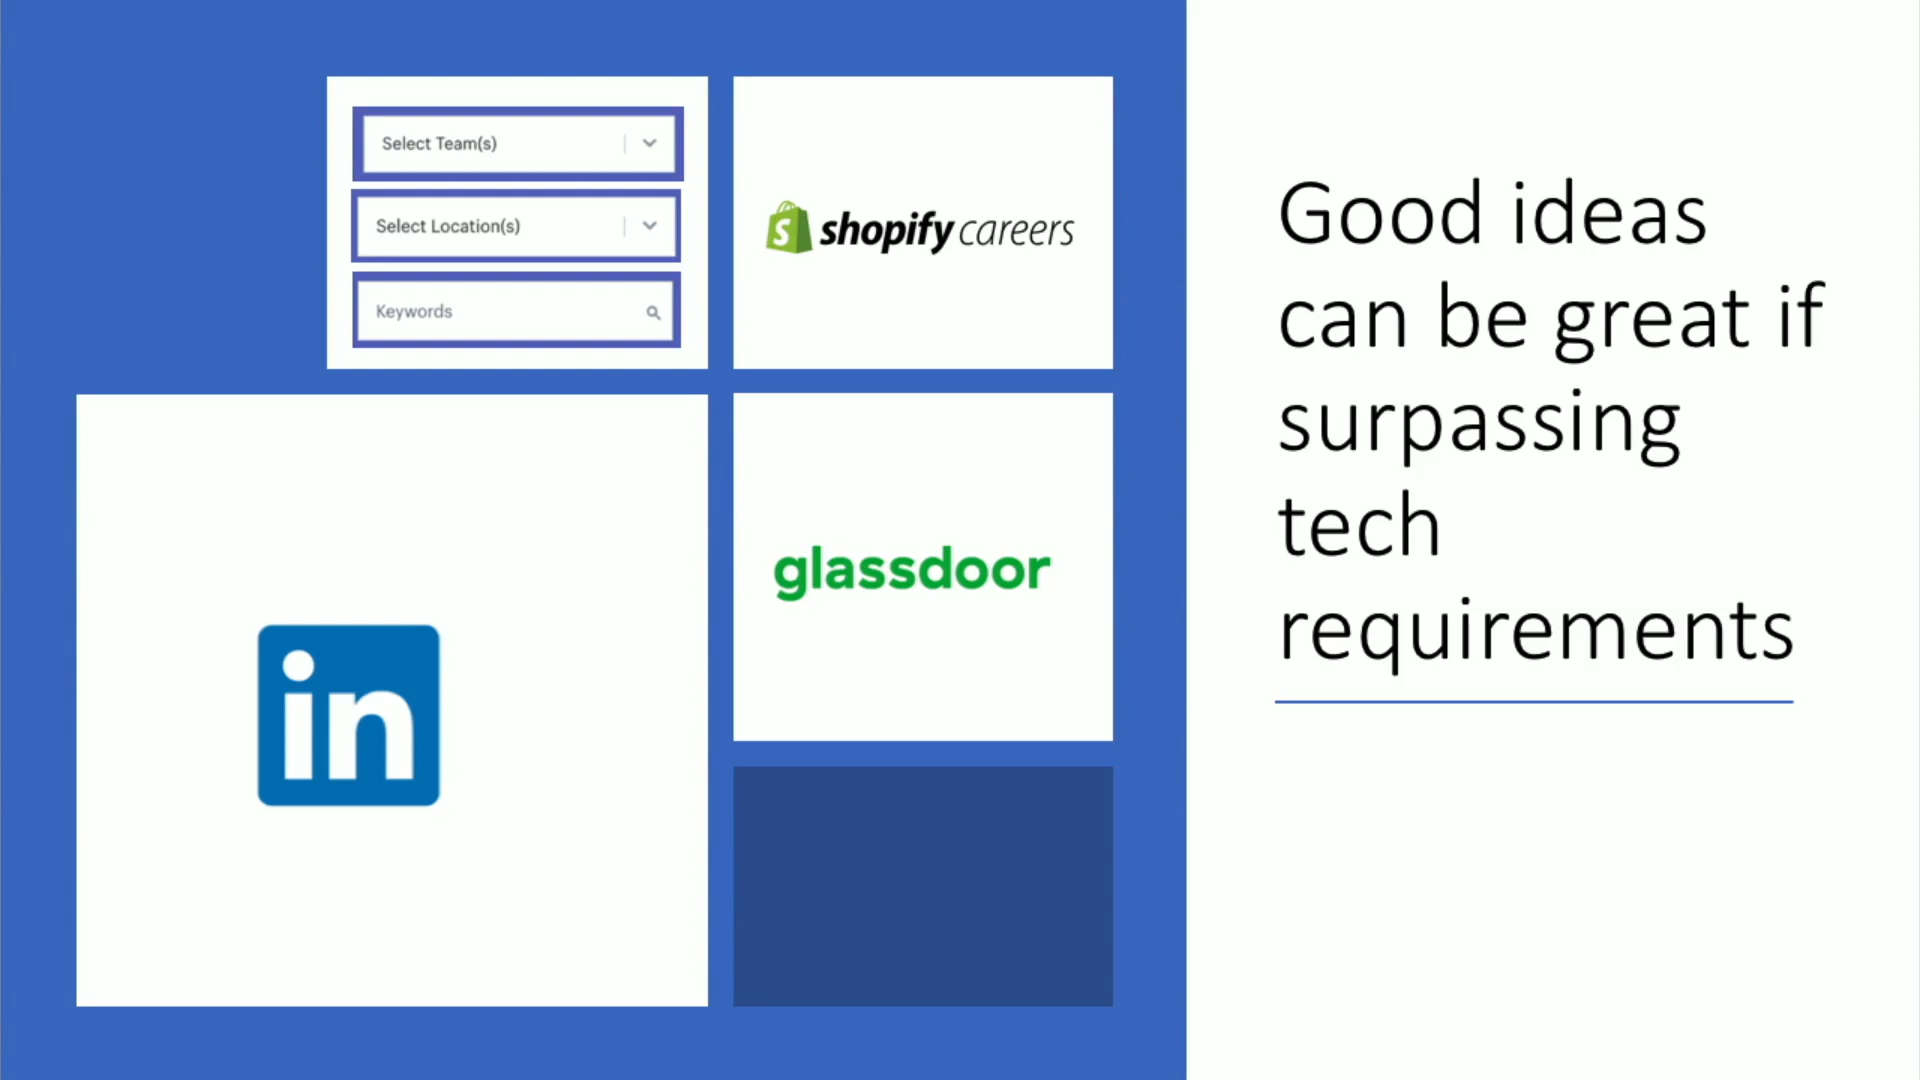 Select Team(s)
Select Location(s)
Keywords
shopify careers
in
glassdoor
Good ideas
can be great if
surpassing
tech
requirements